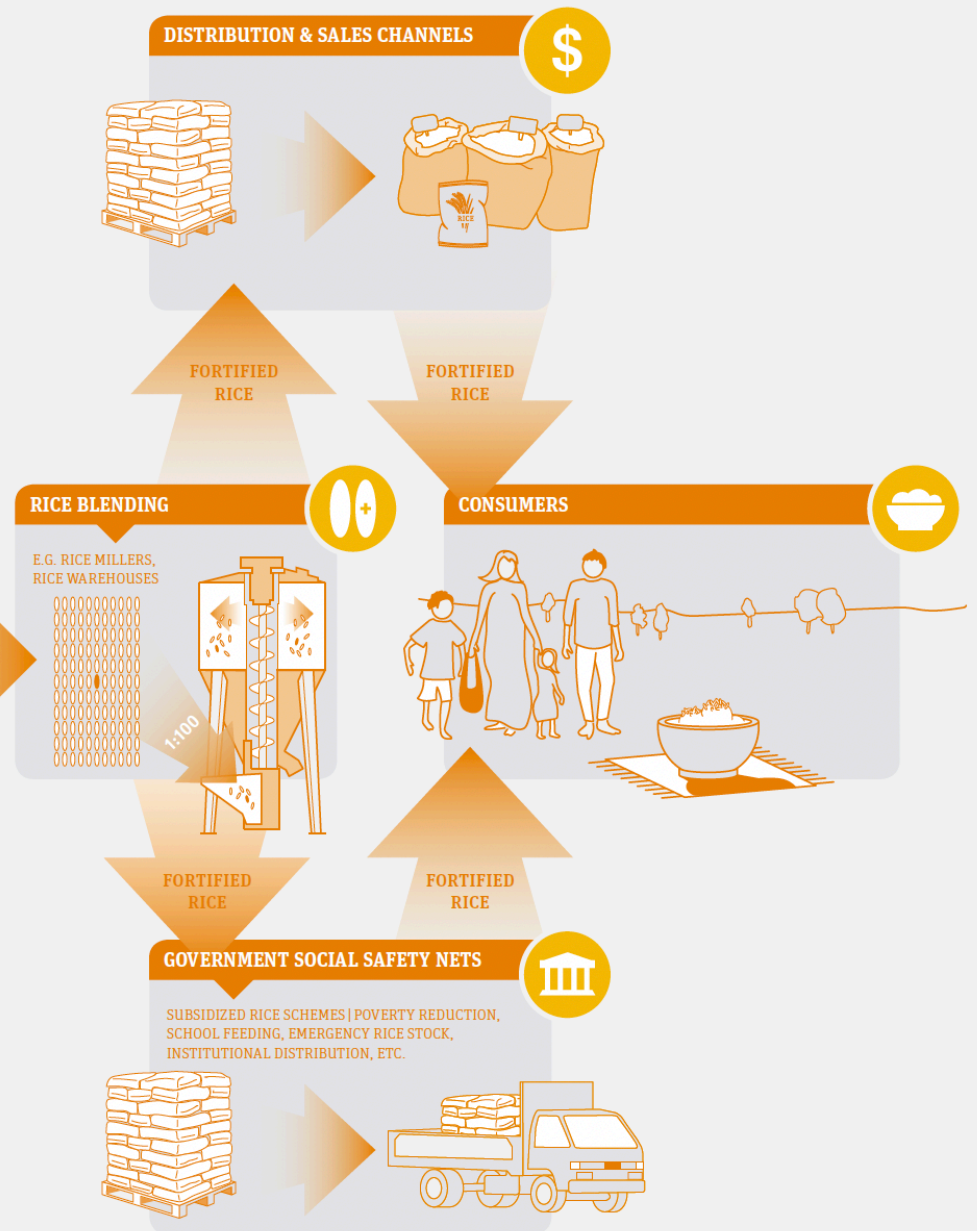 DISTRIBUTION & SALES CHANNELS
$
RICE
FORTIFIED
RICE
FORTIFIED
RICE
RICE BLENDING
+
E.G. RICE MILLERS,
RICE WAREHOUSES
1:100
CONSUMERS
FORTIFIED
RICE
FORTIFIED
RICE
GOVERNMENT SOCIAL SAFETY NETS
SUBSIDIZED RICE SCHEMES | POVERTY REDUCTION,
SCHOOL FEEDING, EMERGENCY RICE STOCK,
INSTITUTIONAL DISTRIBUTION, ETC.